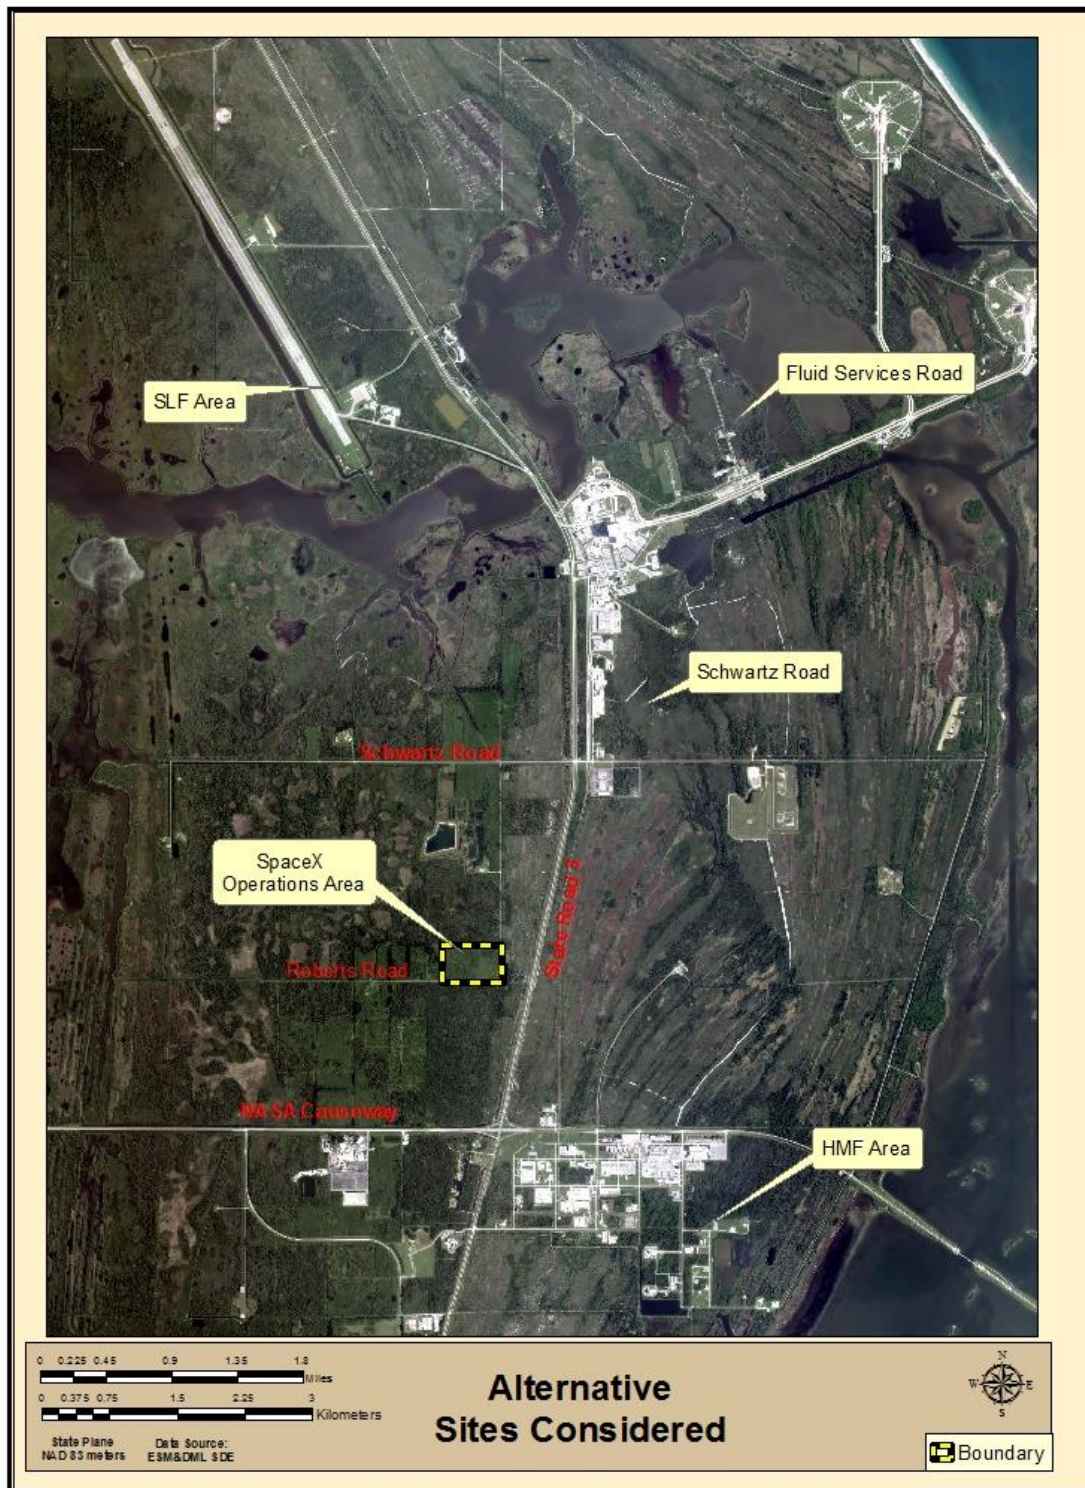 Fluid Services Road
SLF Area
Schwartz Road
Schwartz Road
SpaceX
Operations Area
State Road 3
Roberts Road
NASA Causeway
HMF Area
0 0.225 0.45 0.9 1.35 1.8
Miles
0 0.375 0.75 1.5 2.25 3
Kilometers
State Plane
NAD 83 meters
Data Source:
ESM&DML SDE
Alternative
Sites Considered
N
W E
S
Boundary